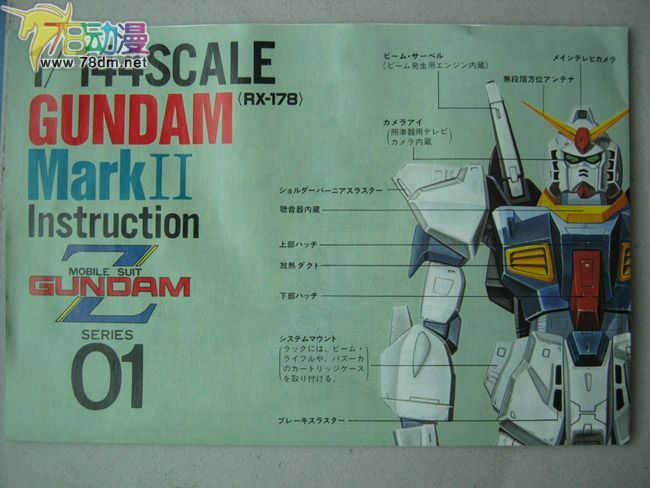 78动漫
www.78dm.net
1/144SCALE
GUNDAM 〈RX-178〉
Mark II
Instruction
MOBILE SUIT
Z
GUNDAM
SERIES
01
ビーム・サーベル
(ビーム発生用エンジン内蔵)
メインテレビカメラ
無段階方位アンテナ
カメラアイ
(照準器用テレビ
カメラ内蔵)
ショルダーバーニアスラスター
聴音器内蔵
上部ハッチ
放熱ダクト
下部ハッチ
システムマウント
(ラックには、ビーム・
ライフルや、バズーカ
のカートリッジケース
を取り付ける。)
ブレーキスラスター